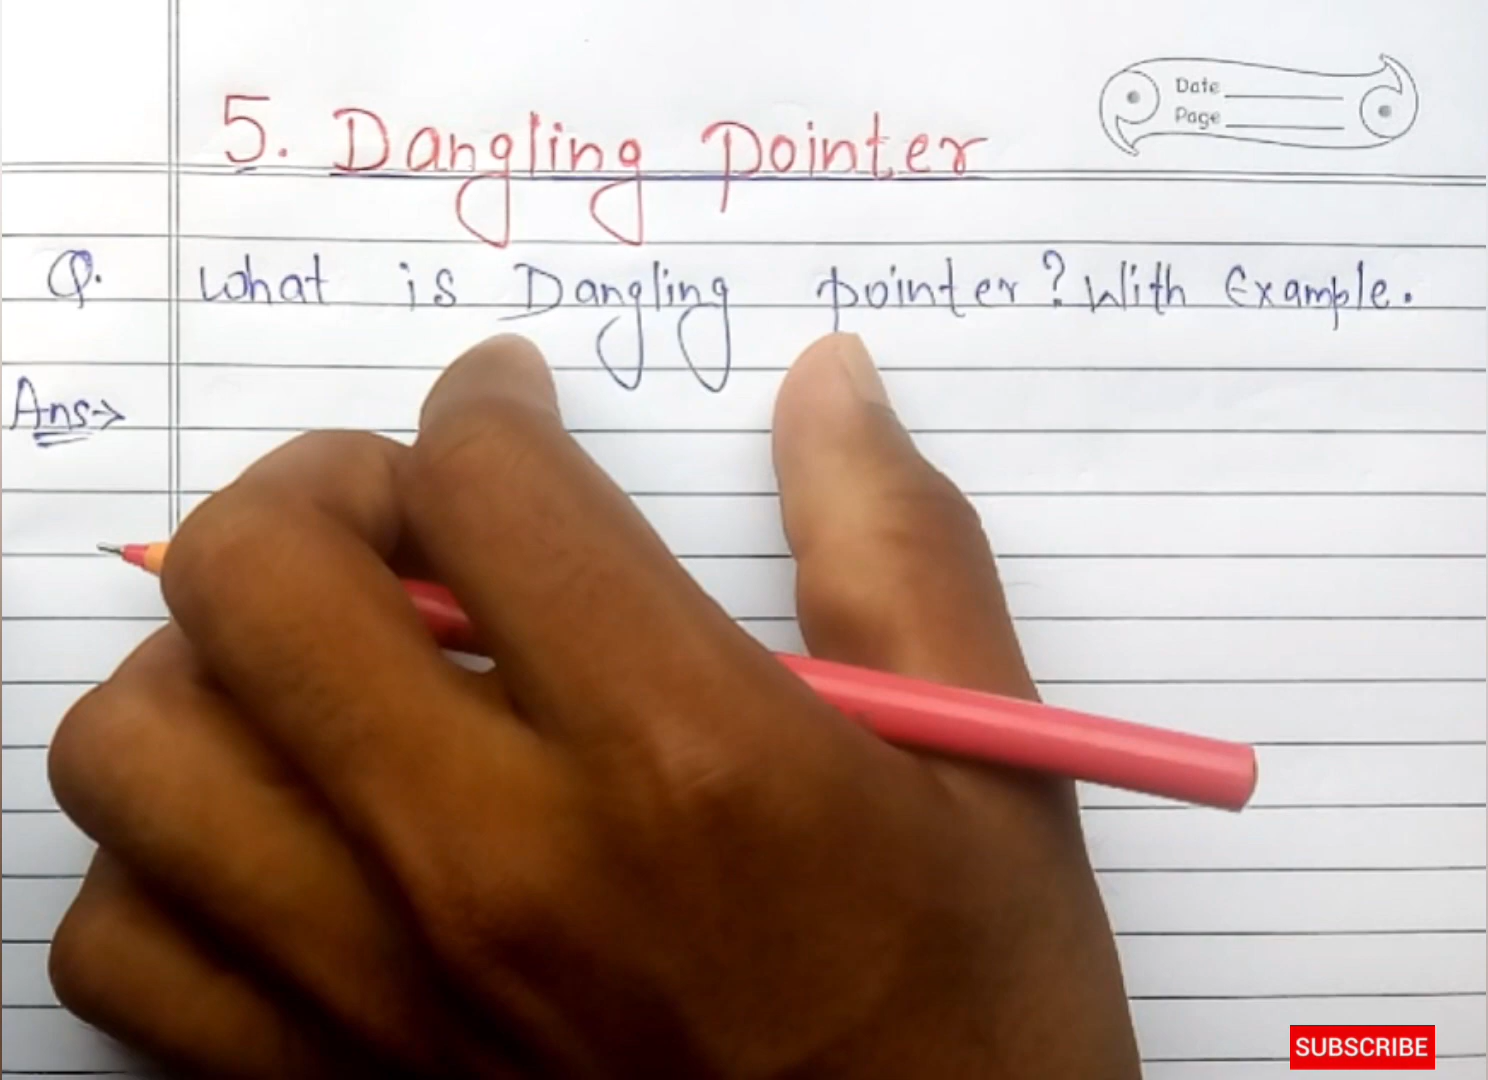 5. Dangling pointer
Date
Page
Q. What is Dangling pointer? With Example.
Ans->
SUBSCRIBE